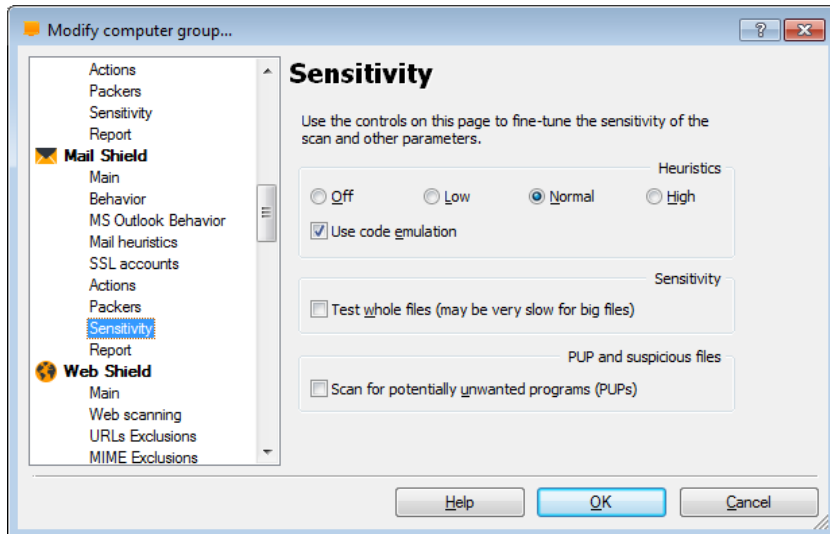 Modify computer group...
Actions
Packers
Sensitivity
Report
Mail Shield
Main
Behavior
MS Outlook Behavior
Mail heuristics
SSL accounts
Actions
Packers
Sensitivity
Report
Web Shield
Main
Web scanning
URLs Exclusions
MIME Exclusions
Sensitivity
Use the controls on this page to fine-tune the sensitivity of the
scan and other parameters.
Heuristics
Off Low Normal High
Use code emulation
Sensitivity
Test whole files (may be very slow for big files)
PUP and suspicious files
Scan for potentially unwanted programs (PUPs)
Help OK Cancel